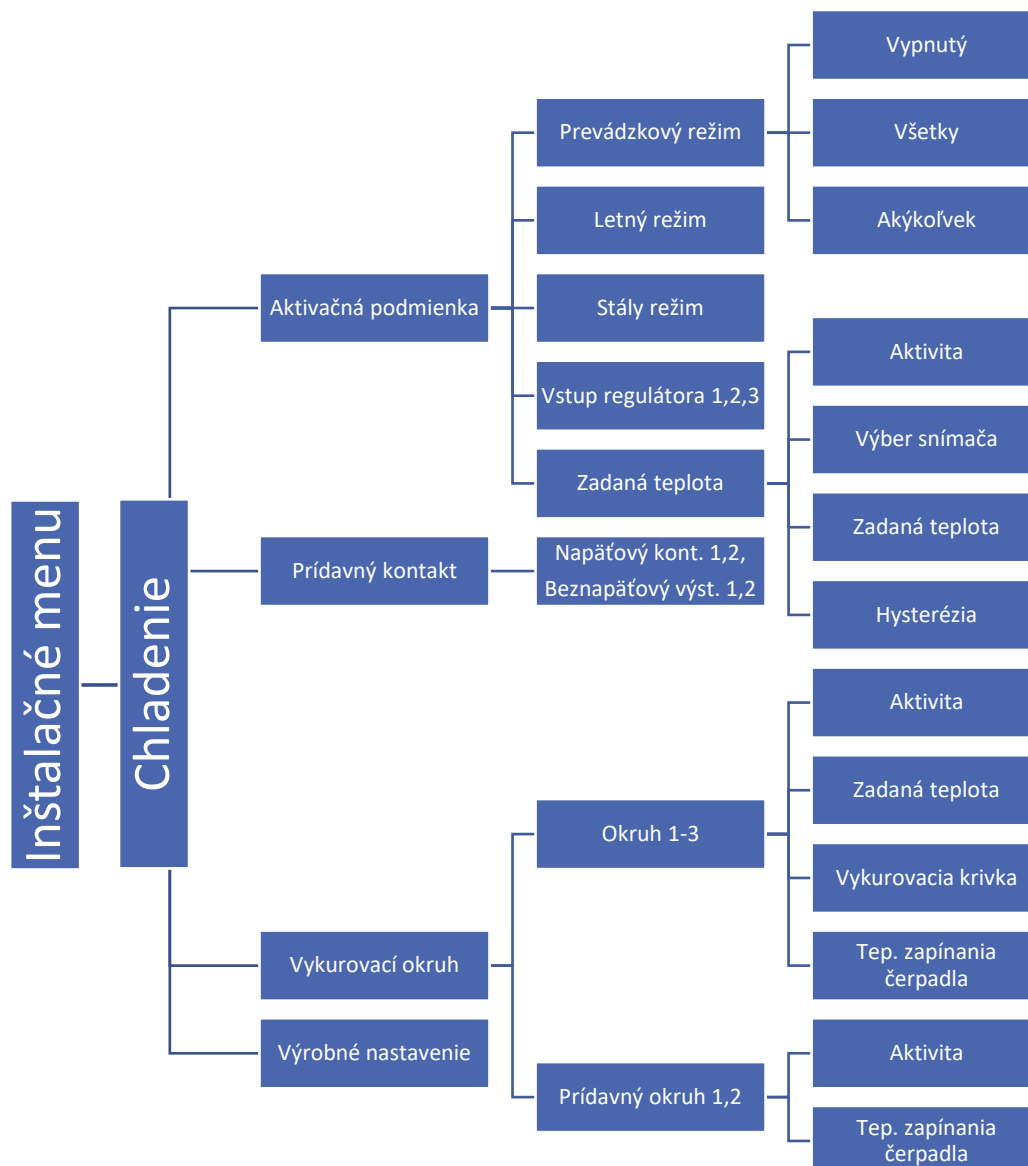 Inštalačné menu
Chladenie
Aktivačná podmienka
Prevádzkový režim
Vypnutý
Všetky
Akýkoľvek
Letný režim
Stály režim
Vstup regulátora 1,2,3
Zadaná teplota
Aktivita
Výber snímača
Zadaná teplota
Hysterézia
Prídavný kontakt
Napäťový kont. 1,2,
Beznapäťový výst. 1,2
Vykurovací okruh
Okruh 1-3
Aktivita
Zadaná teplota
Vykurovacia krivka
Tep. zapínania
čerpadla
Prídavný okruh 1,2
Aktivita
Tep. zapínania
čerpadla
Výrobné nastavenie